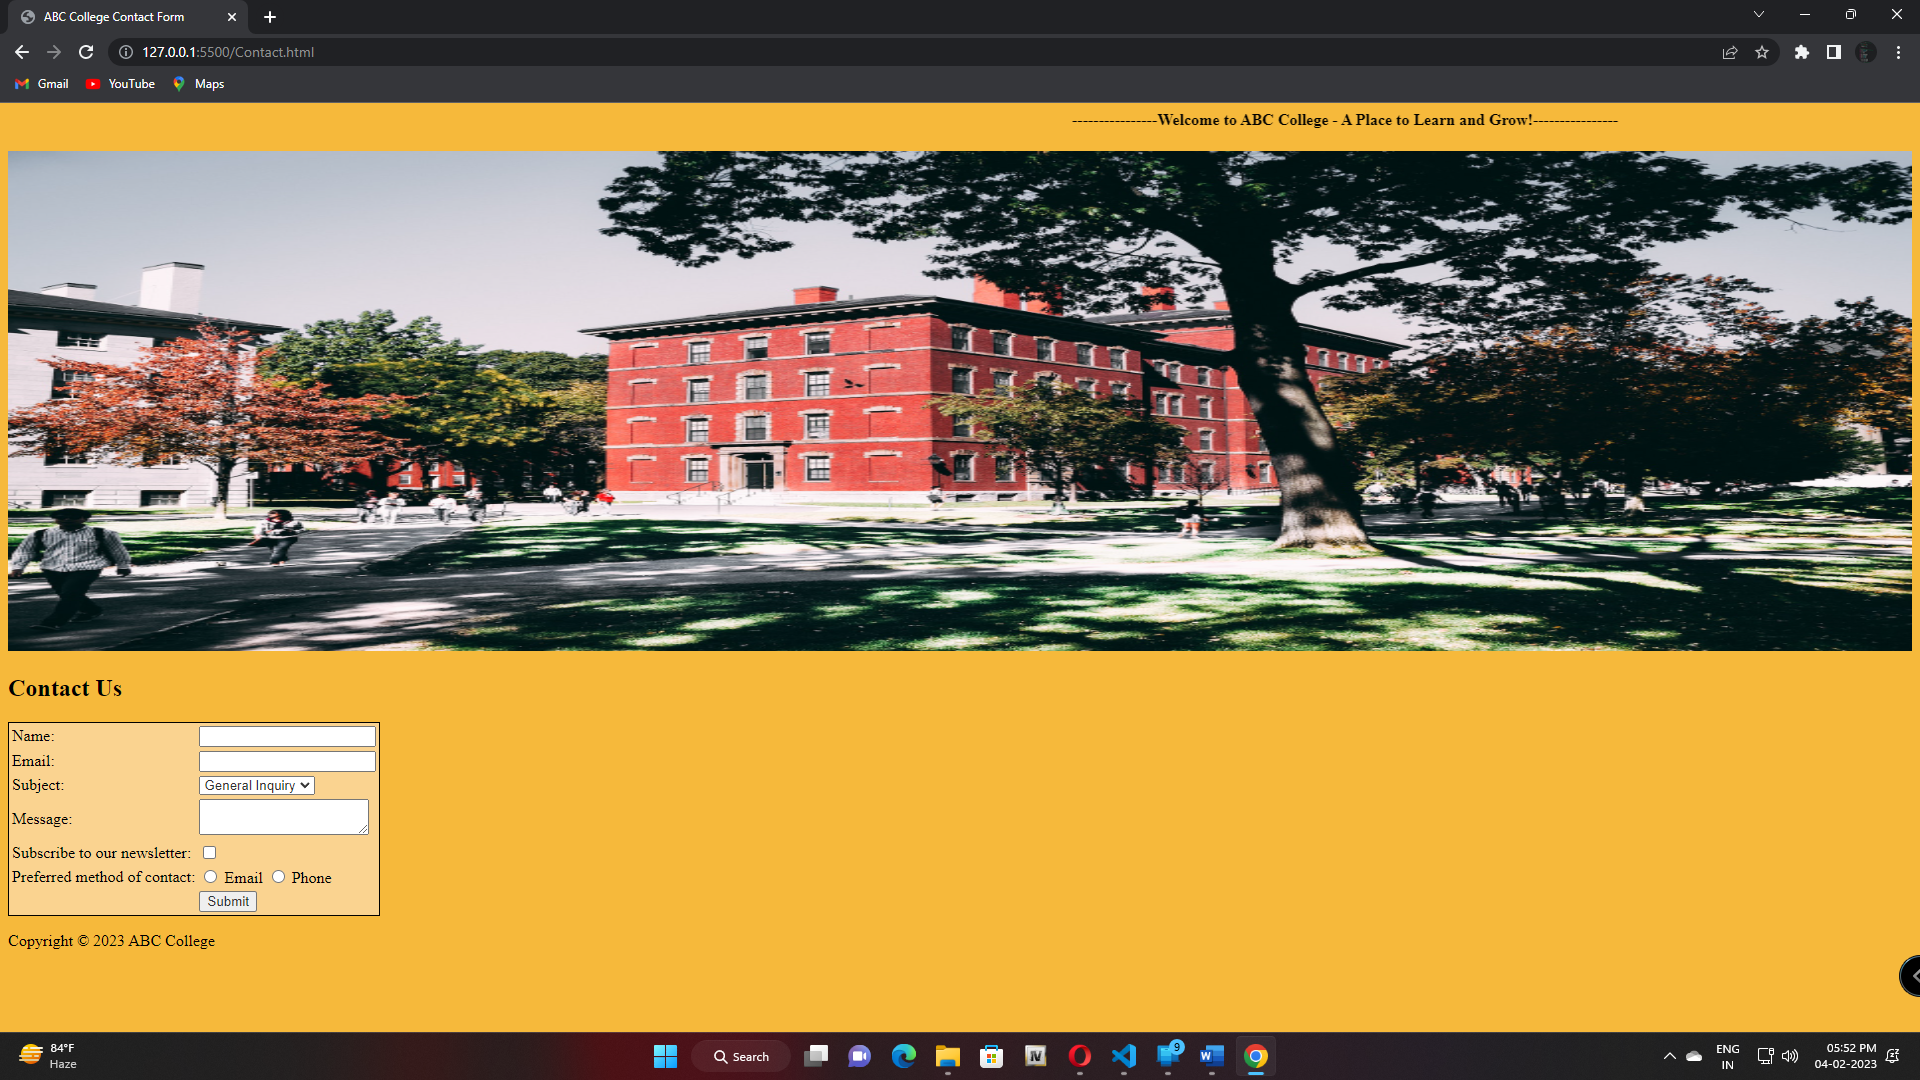 ABC College Contact Form
127.0.0.1:5500/Contact.html
Gmail YouTube Maps
----------------Welcome to ABC College - A Place to Learn and Grow!----------------
Contact Us
Name:
Email:
Subject: General Inquiry
Message:
Subscribe to our newsletter:
Preferred method of contact: Email Phone
Submit
Copyright © 2023 ABC College
84°F
Haze
Search
9
ENG
IN
05:52 PM
04-02-2023